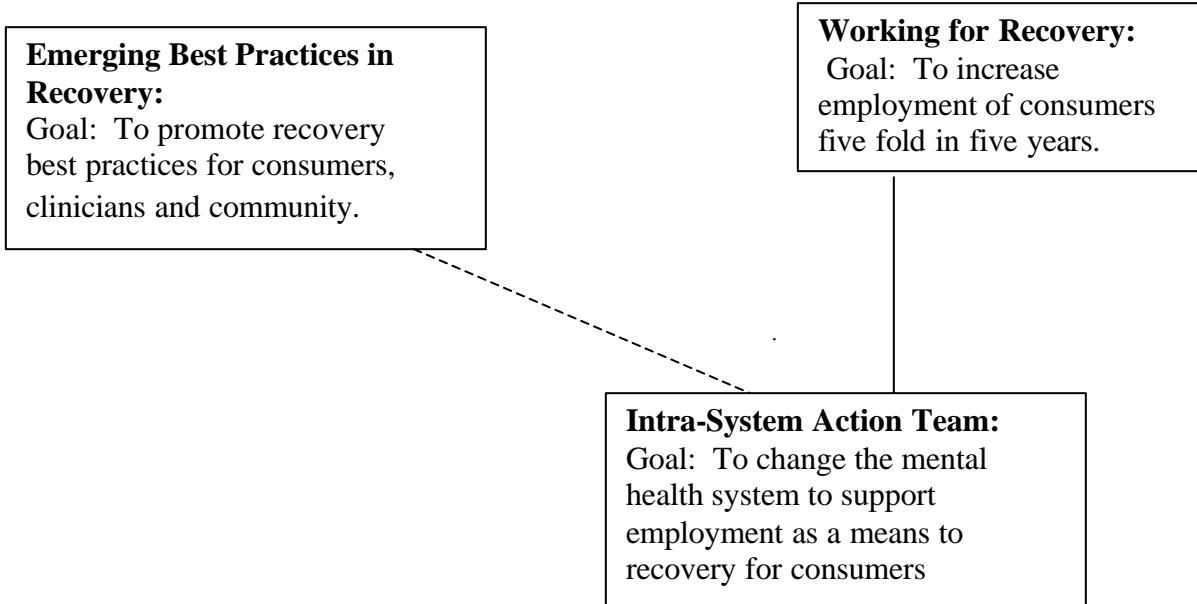 Emerging Best Practices in
Recovery:
Goal:  To promote recovery
best practices for consumers,
clinicians and community.
Working for Recovery:
Goal:  To increase
employment of consumers
five fold in five years.
Intra-System Action Team:
Goal:  To change the mental
health system to support
employment as a means to
recovery for consumers